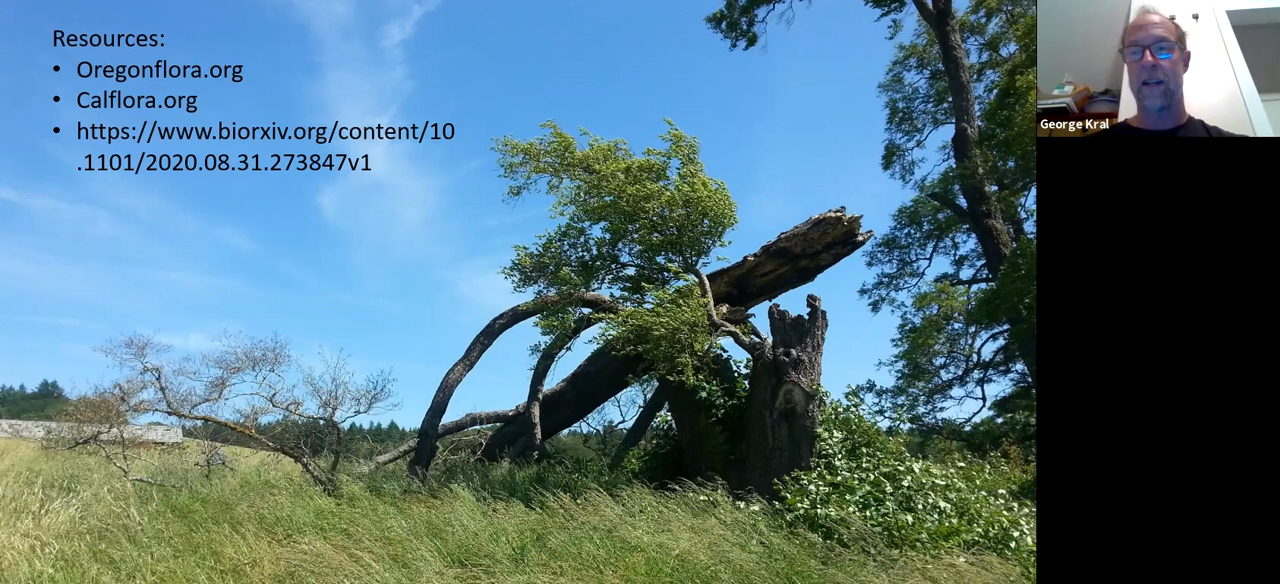 Resources:
• Oregonflora.org
• Calflora.org
• https://www.biorxiv.org/content/10
.1101/2020.08.31.273847v1
George Kral